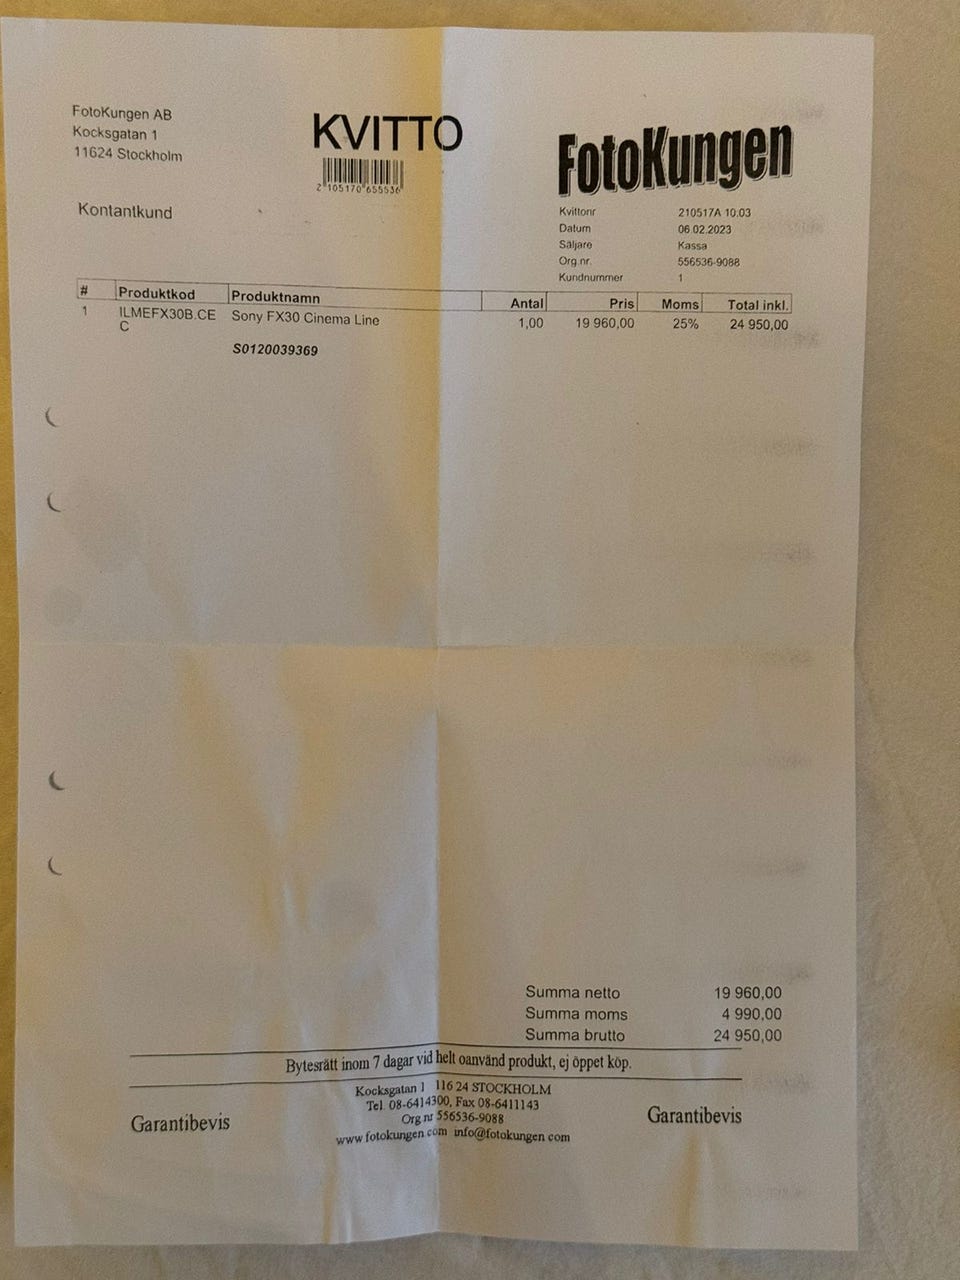 FotoKungen AB
Kocksgatan 1
11624 Stockholm
KVITTO
2 105170 655536
FotoKungen
Kontantkund
Kvittonr 210517A 10:03
Datum 06.02.2023
Säljare Kassa
Org.nr. 556536-9088
Kundnummer 1
# Produktkod Produktnamn Antal Pris Moms Total inkl.
1 ILMEFX30B.CE Sony FX30 Cinema Line 1,00 19 960,00 25% 24 950,00
C
S0120039369
Summa netto 19 960,00
Summa moms 4 990,00
Summa brutto 24 950,00
Bytesrätt inom 7 dagar vid helt oanvänd produkt, ej öppet köp.
Garantibevis
Kocksgatan 1 116 24 STOCKHOLM
Tel. 08-6414300, Fax 08-6411143
Org nr 556536-9088
www.fotokungen.com info@fotokungen.com
Garantibevis